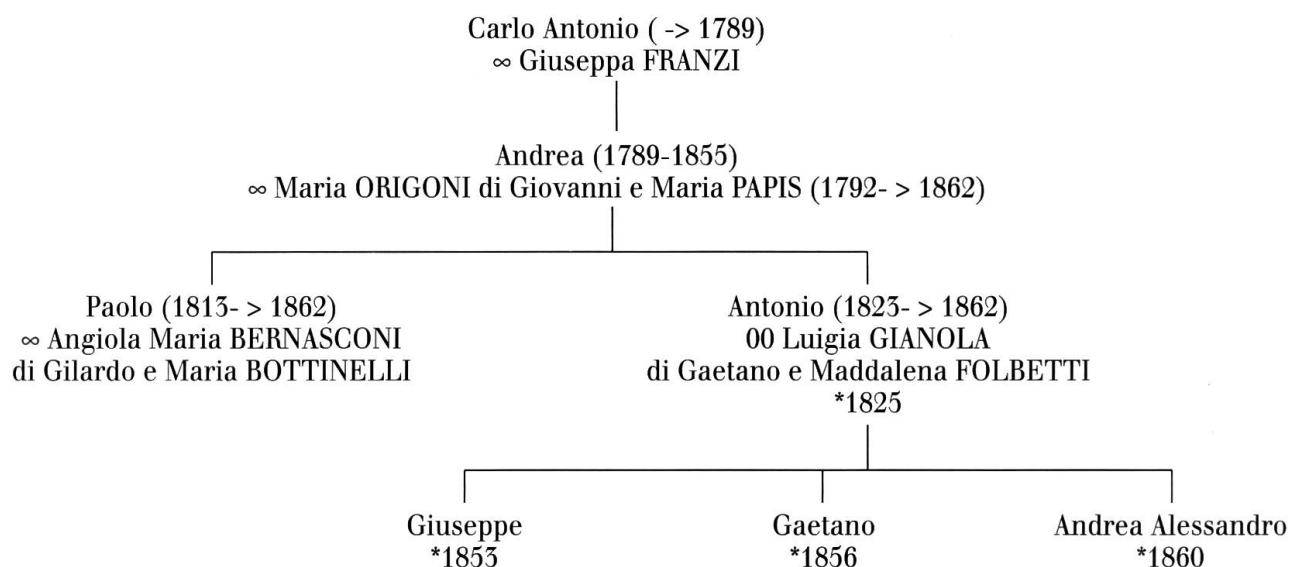 Carlo Antonio ( -> 1789)
∞ Giuseppa FRANZI
Andrea (1789-1855)
∞ Maria ORIGONI di Giovanni e Maria PAPIS (1792- > 1862)
Paolo (1813- > 1862)
∞ Angiola Maria BERNASCONI
di Gilardo e Maria BOTTINELLI
Antonio (1823- > 1862)
00 Luigia GIANOLA
di Gaetano e Maddalena FOLBETTI
*1825
Giuseppe
*1853
Gaetano
*1856
Andrea Alessandro
*1860